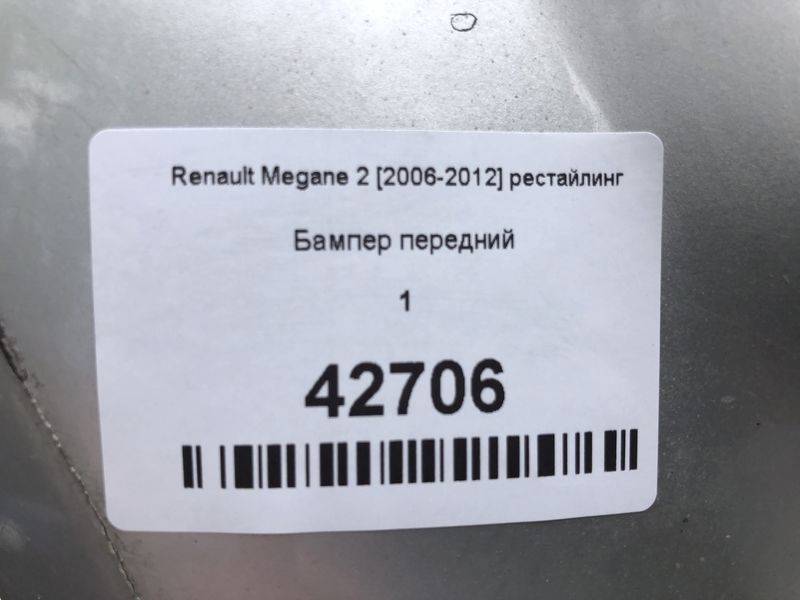 Renault Megane 2 [2006-2012] рестайлинг
Бампер передний
1
42706